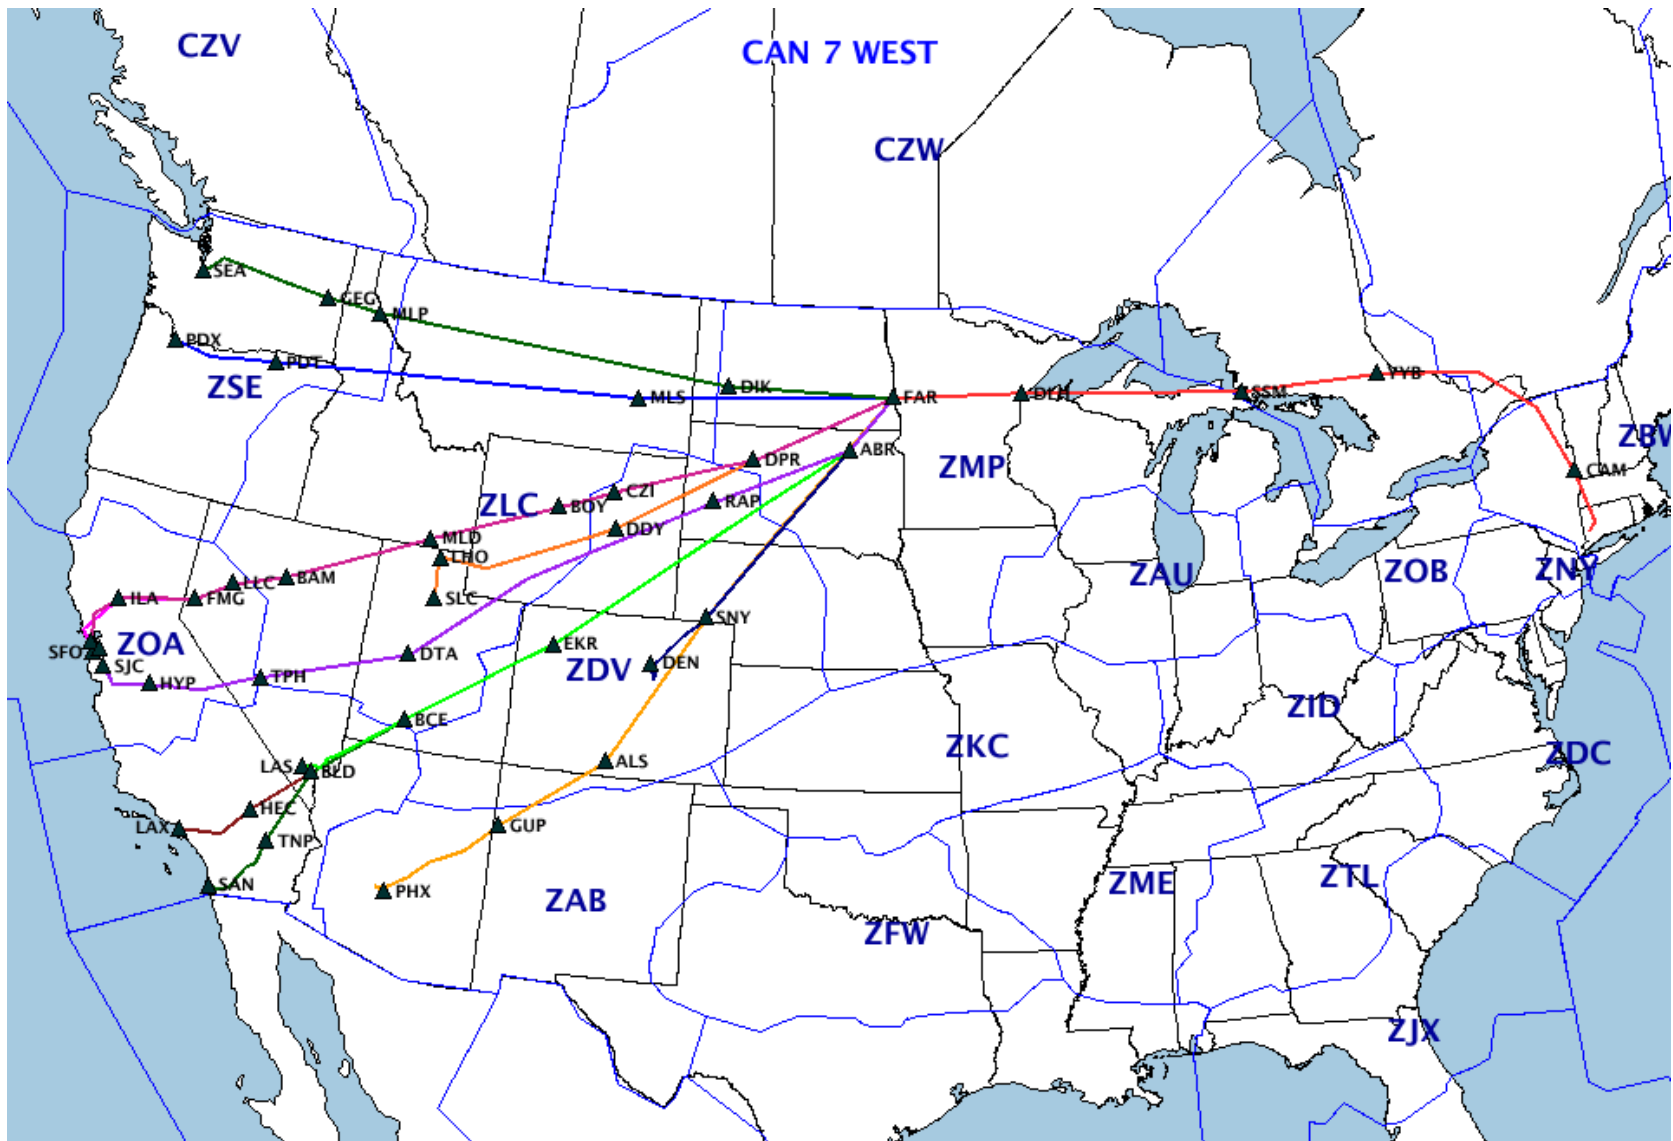 CZV
CAN 7 WEST
CZW
SEA
GEG
MLP
PDX
PDT
ZSE
MLS
DIK
FAR
DLH
SSM
YYB
ZBW
CAM
ABR
DPR
ZMP
RAP
CZI
ZLC
BOY
DDY
MLD
LHO
SLC
BAM
LLC
FMG
ILA
ZAU
ZOB
ZNY
SNY
SFO
ZOA
SJC
HYP
TPH
DTA
EKR
ZDV
DEN
BCE
ZID
ZKC
ZDC
LAS
BLD
ALS
HEC
LAX
TNP
GUP
SAN
PHX
ZAB
ZME
ZTL
ZFW
ZJX